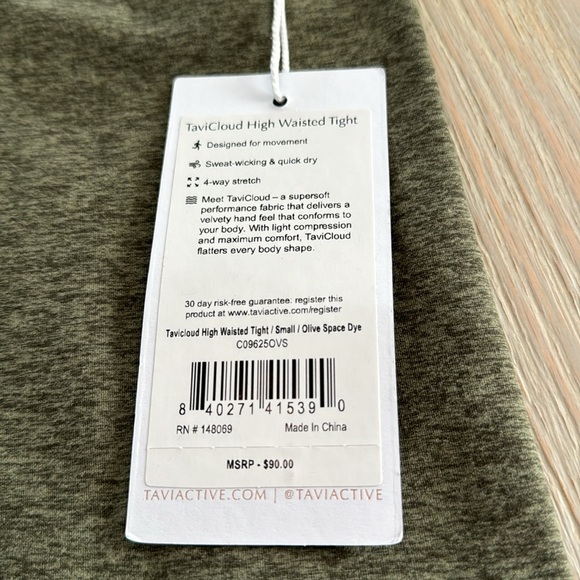 TaviCloud High Waisted Tight
Designed for movement
Sweat-wicking & quick dry
4-way stretch
Meet TaviCloud – a supersoft
performance fabric that delivers a
velvety hand feel that conforms to
your body. With light compression
and maximum comfort, TaviCloud
flatters every body shape.
30 day risk-free guarantee: register this
product at www.taviactive.com/register
Tavicloud High Waisted Tight / Small / Olive Space Dye
C09625OVS
8 40271 41539 0
RN # 148069 Made In China
MSRP - $90.00
TAVIACTIVE.COM | @TAVIACTIVE